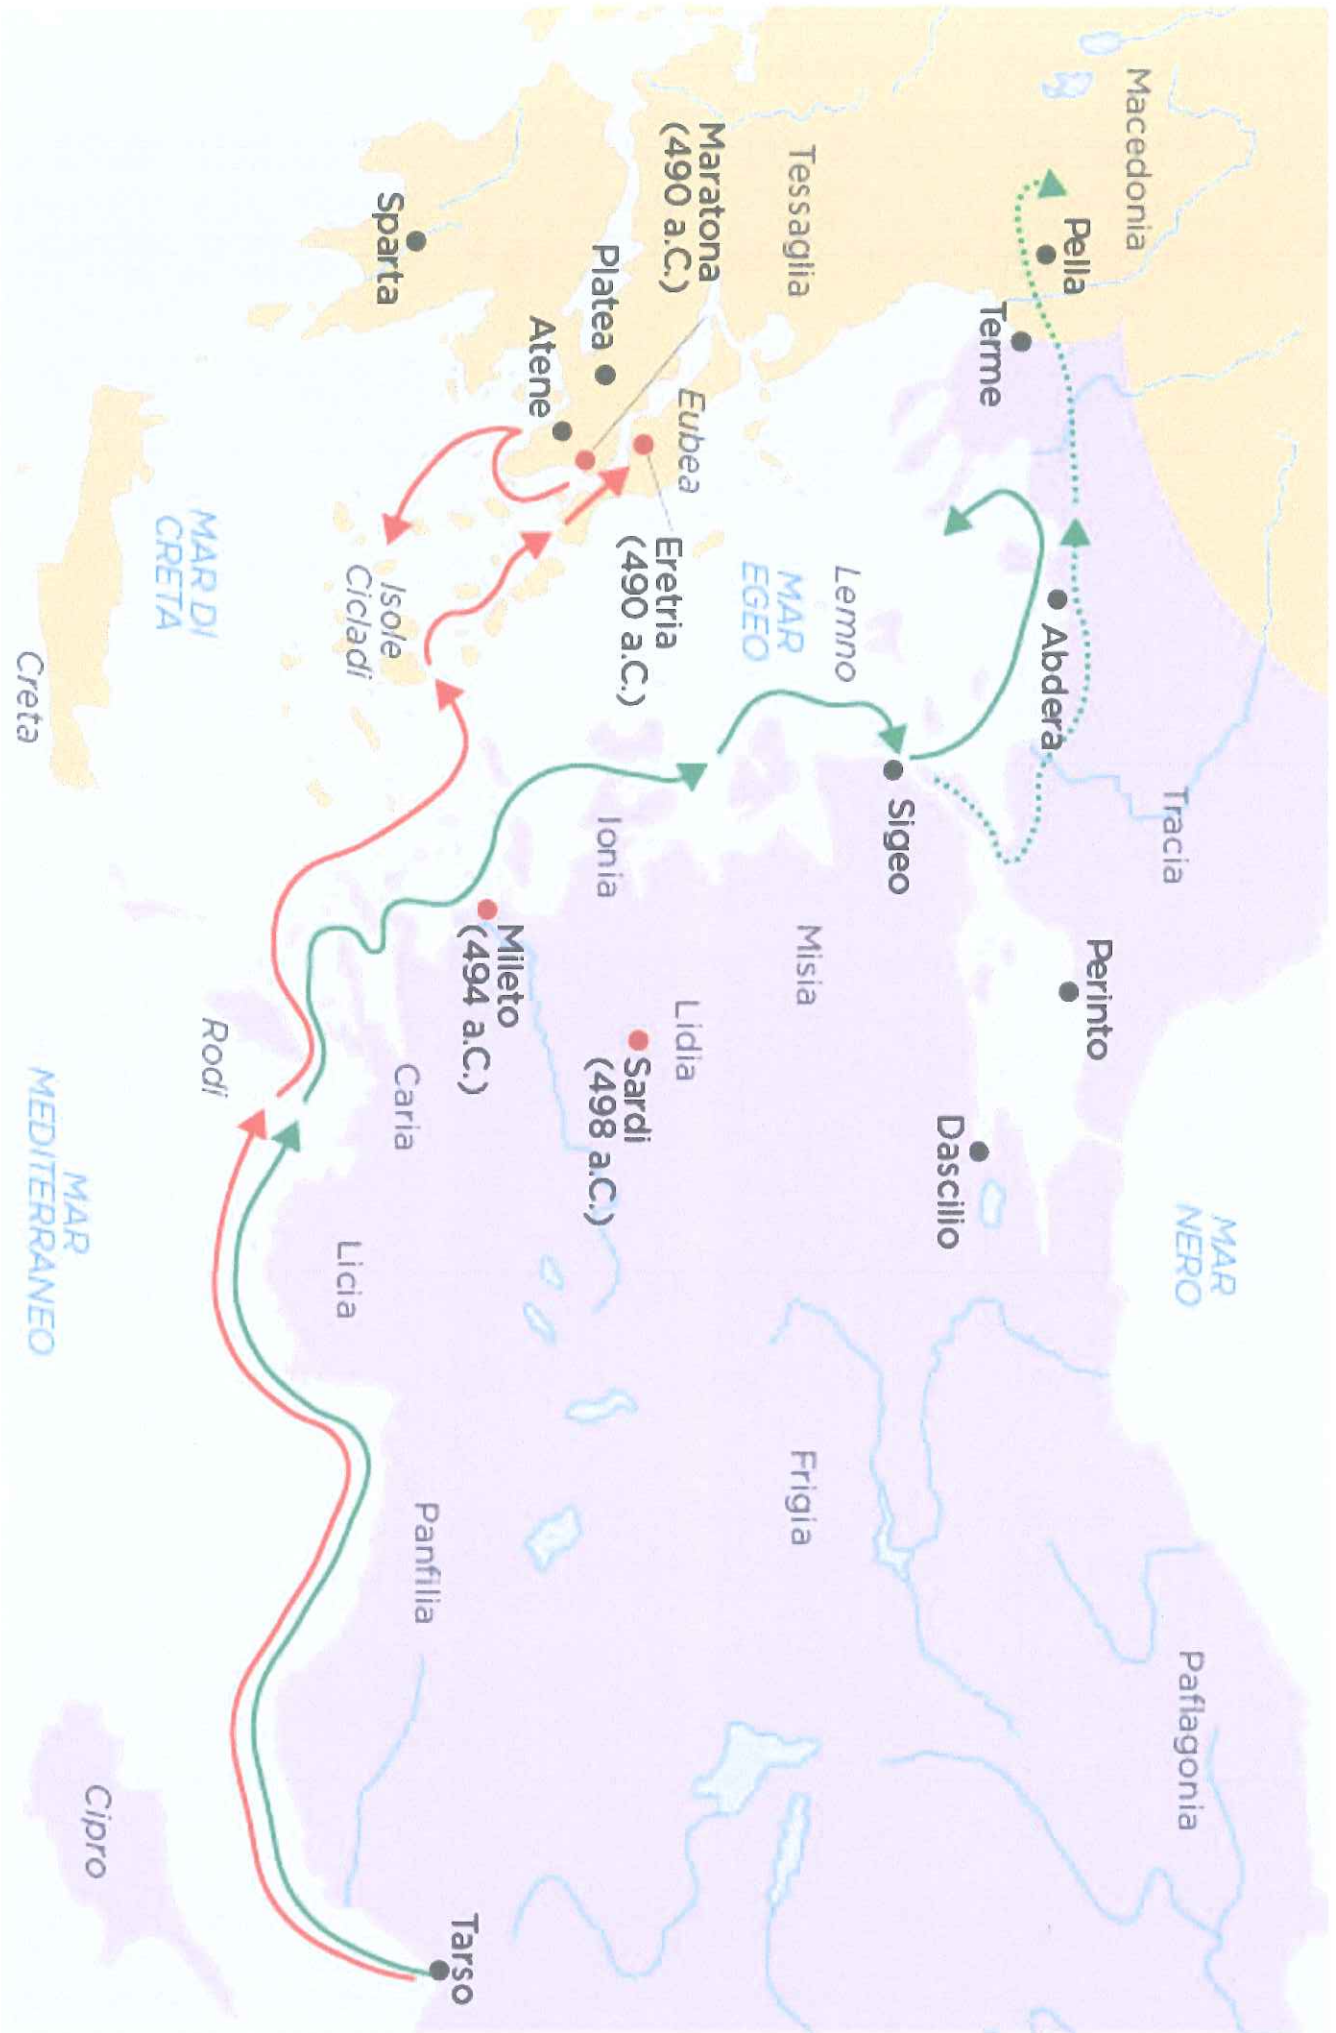 Macedonia
Pella
Terme
Tessaglia
Maratona
(490 a.C.)
Platea
Atene
Sparta
Eubea
Eretria
(490 a.C.)
MAR
EGEO
Lemno
Abdera
Tracia
Sigeo
Perinto
Dascilio
MAR
NERO
Isole
Cicladi
MAR DI
CRETA
Creta
Ionia
Misia
Lidia
Sardi
(498 a.C.)
Mileto
(494 a.C.)
Caria
Rodi
MAR
MEDITERRANEO
Licia
Frigia
Panfilia
Paflagonia
Cipro
Tarso